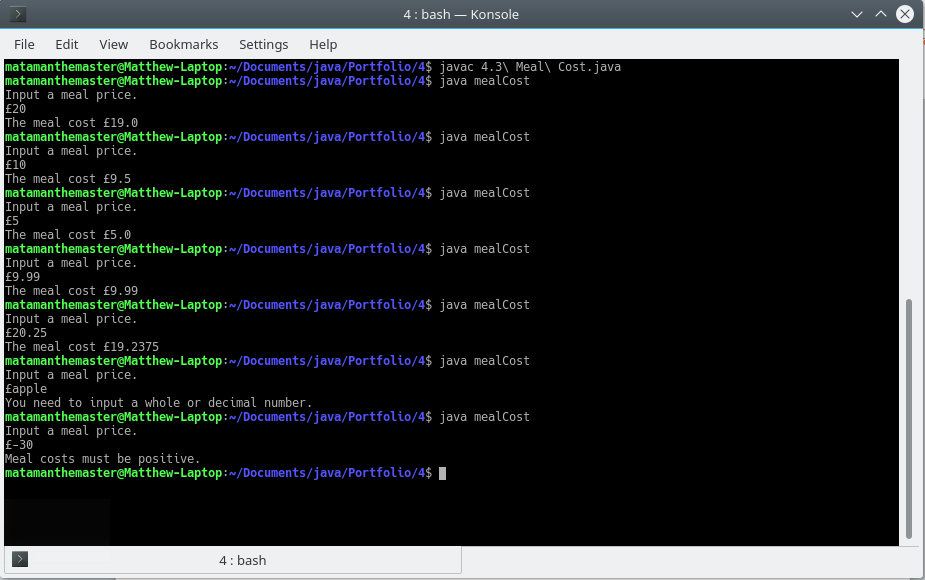 4 : bash — Konsole
File Edit View Bookmarks Settings Help
matamanthemaster@Matthew-Laptop:~/Documents/java/Portfolio/4$ javac 4.3\ Meal\ Cost.java
matamanthemaster@Matthew-Laptop:~/Documents/java/Portfolio/4$ java mealCost
Input a meal price.
£20
The meal cost £19.0
matamanthemaster@Matthew-Laptop:~/Documents/java/Portfolio/4$ java mealCost
Input a meal price.
£10
The meal cost £9.5
matamanthemaster@Matthew-Laptop:~/Documents/java/Portfolio/4$ java mealCost
Input a meal price.
£5
The meal cost £5.0
matamanthemaster@Matthew-Laptop:~/Documents/java/Portfolio/4$ java mealCost
Input a meal price.
£9.99
The meal cost £9.99
matamanthemaster@Matthew-Laptop:~/Documents/java/Portfolio/4$ java mealCost
Input a meal price.
£20.25
The meal cost £19.2375
matamanthemaster@Matthew-Laptop:~/Documents/java/Portfolio/4$ java mealCost
Input a meal price.
£apple
You need to input a whole or decimal number.
matamanthemaster@Matthew-Laptop:~/Documents/java/Portfolio/4$ java mealCost
Input a meal price.
£-30
Meal costs must be positive.
matamanthemaster@Matthew-Laptop:~/Documents/java/Portfolio/4$
4 : bash